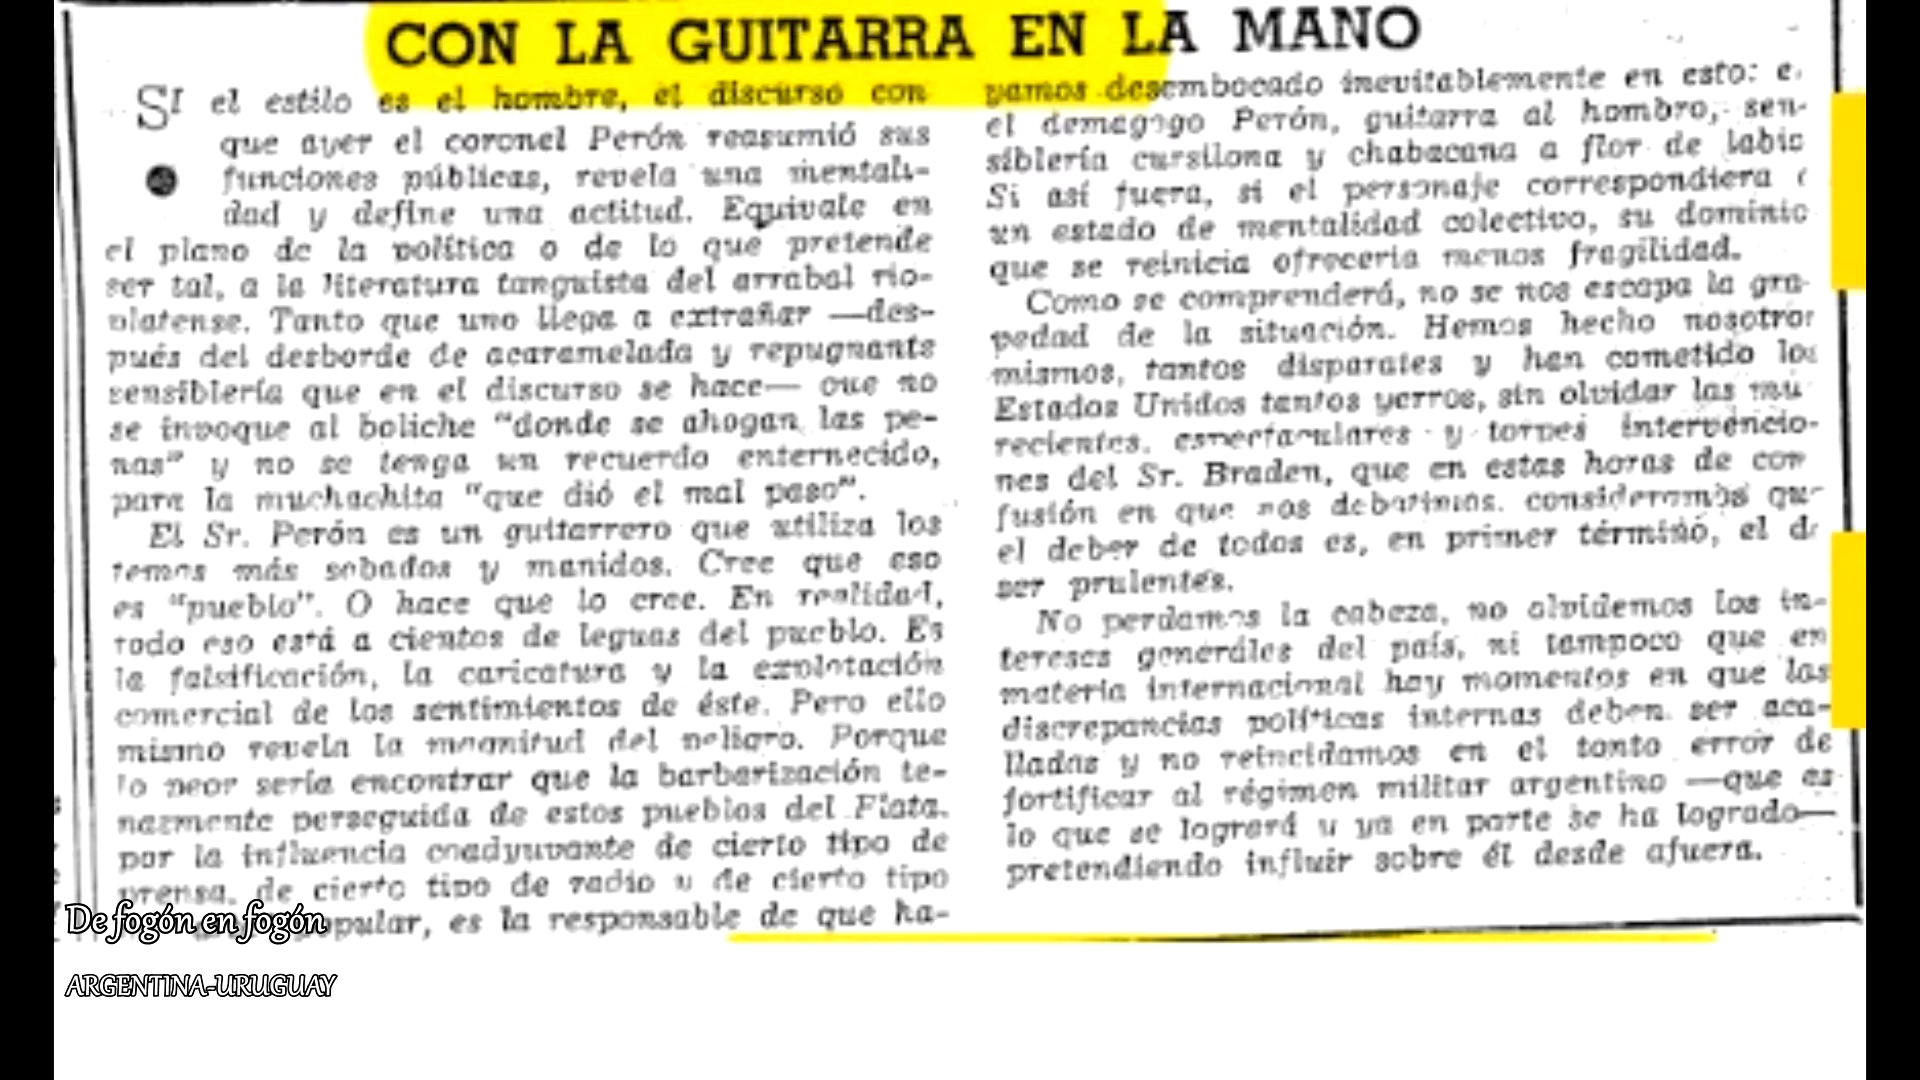 CON LA GUITARRA EN LA MANO
SI el estilo es el hombre, el discurso con
que ayer el coronel Perón reasumió sus
funciones públicas, revela una mentali-
dad y define una actitud. Equivale en
el plano de la política o de lo que pretende
ser tal, a la literatura tanguista del arrabal rio-
platense. Tanto que uno llega a extrañar —des-
pués del desborde de acaramelada y repugnante
sensiblería que en el discurso se hace— que no
se invoque al boliche "donde se ahogan las pe-
nas" y no se tenga un recuerdo enternecido,
para la muchachita "que dió el mal paso".
El Sr. Perón es un guitarrero que utiliza los
temas más sobados y manidos. Cree que eso
es "pueblo". O hace que lo cree. En realidad,
todo eso está a cientos de leguas del pueblo. Es
la falsificación, la caricatura y la explotación
comercial de los sentimientos de éste. Pero ello
mismo revela la magnitud del peligro. Porque
lo peor sería encontrar que la barbarización te-
nazmente perseguida de estos pueblos del Plata,
por la influencia coadyuvante de cierto tipo de
prensa, de cierto tipo de radio y de cierto tipo
popular, es la responsable de que ha-
yamos desembocado inevitablemente en esto: e
el demagogo Perón, guitarra al hombro, sen-
siblería cursilona y chabacana a flor de labio
Si así fuera, si el personaje correspondiera
un estado de mentalidad colectivo, su dominio
que se reinicia ofrecería menos fragilidad.
Como se comprenderá, no se nos escapa la gra-
vedad de la situación. Hemos hecho nosotros
mismos, tantos disparates y han cometido los
Estados Unidos tantos yerros, sin olvidar las mu
recientes, espectaculares y torpes intervencio-
nes del Sr. Braden, que en estas horas de con
fusión en que nos debatimos, consideramos que
el deber de todos es, en primer término, el de
ser prudentes.
No perdamos la cabeza, no olvidemos los in-
tereses generales del país, ni tampoco que en
materia internacional hay momentos en que las
discrepancias políticas internas deben ser aca-
lladas y no reincidamos en el tonto error de
fortificar al régimen militar argentino —que es
lo que se logrará y ya en parte se ha logrado—
pretendiendo influir sobre él desde afuera.
De fogón en fogón
ARGENTINA-URUGUAY